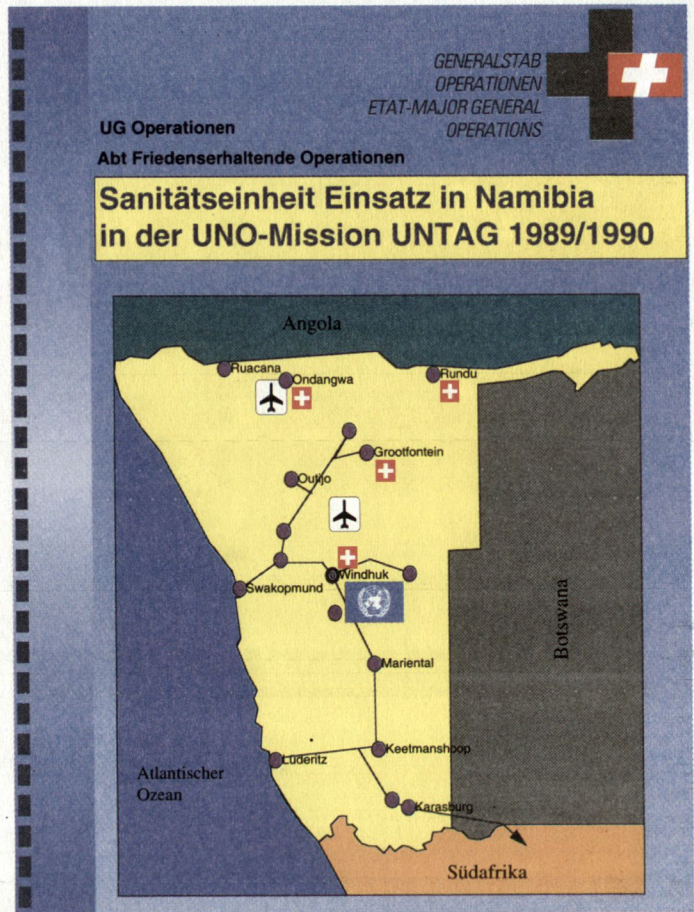 GENERALSTAB
OPERATIONEN
ETAT-MAJOR GENERAL
OPERATIONS
UG Operationen
Abt Friedenserhaltende Operationen
Sanitätseinheit Einsatz in Namibia
in der UNO-Mission UNTAG 1989/1990
Angola
Ruacana
Ondangwa
Rundu
Grootfontein
Outijo
Windhuk
Swakopmund
Botswana
Mariental
Keetmanshoop
Lüderitz
Atlantischer
Ozean
Karasburg
Südafrika